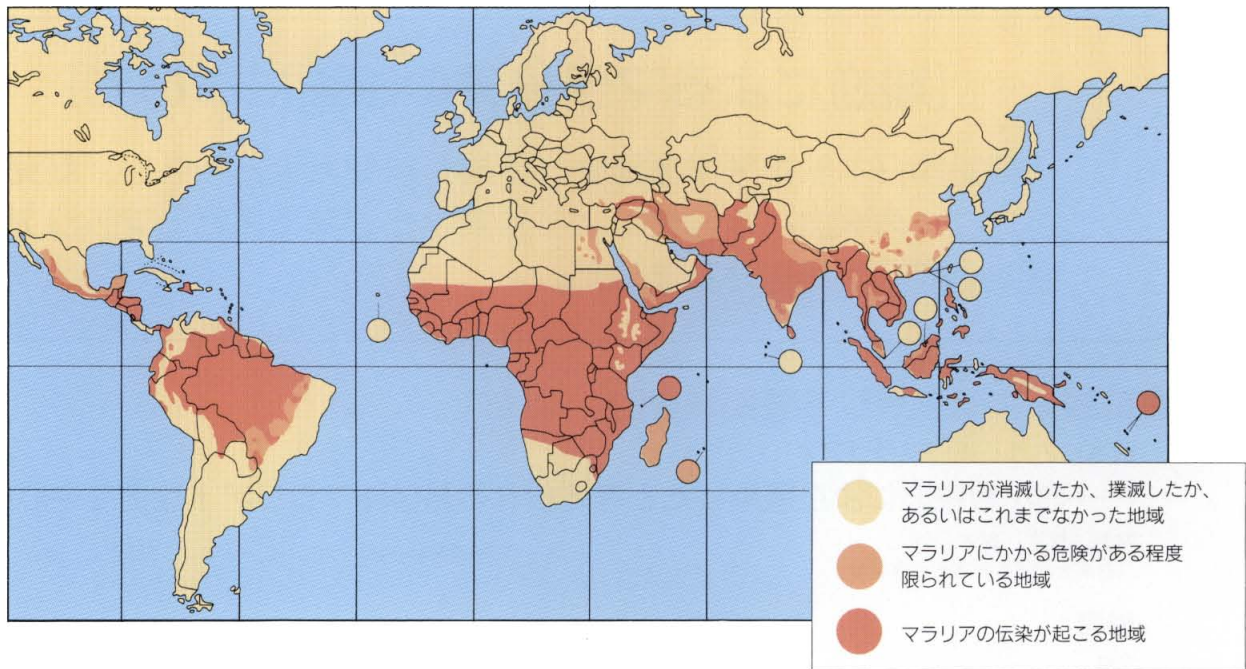 マラリアが消滅したか、撲滅したか、
あるいはこれまでなかった地域
マラリアにかかる危険がある程度
限られている地域
マラリアの伝染が起こる地域